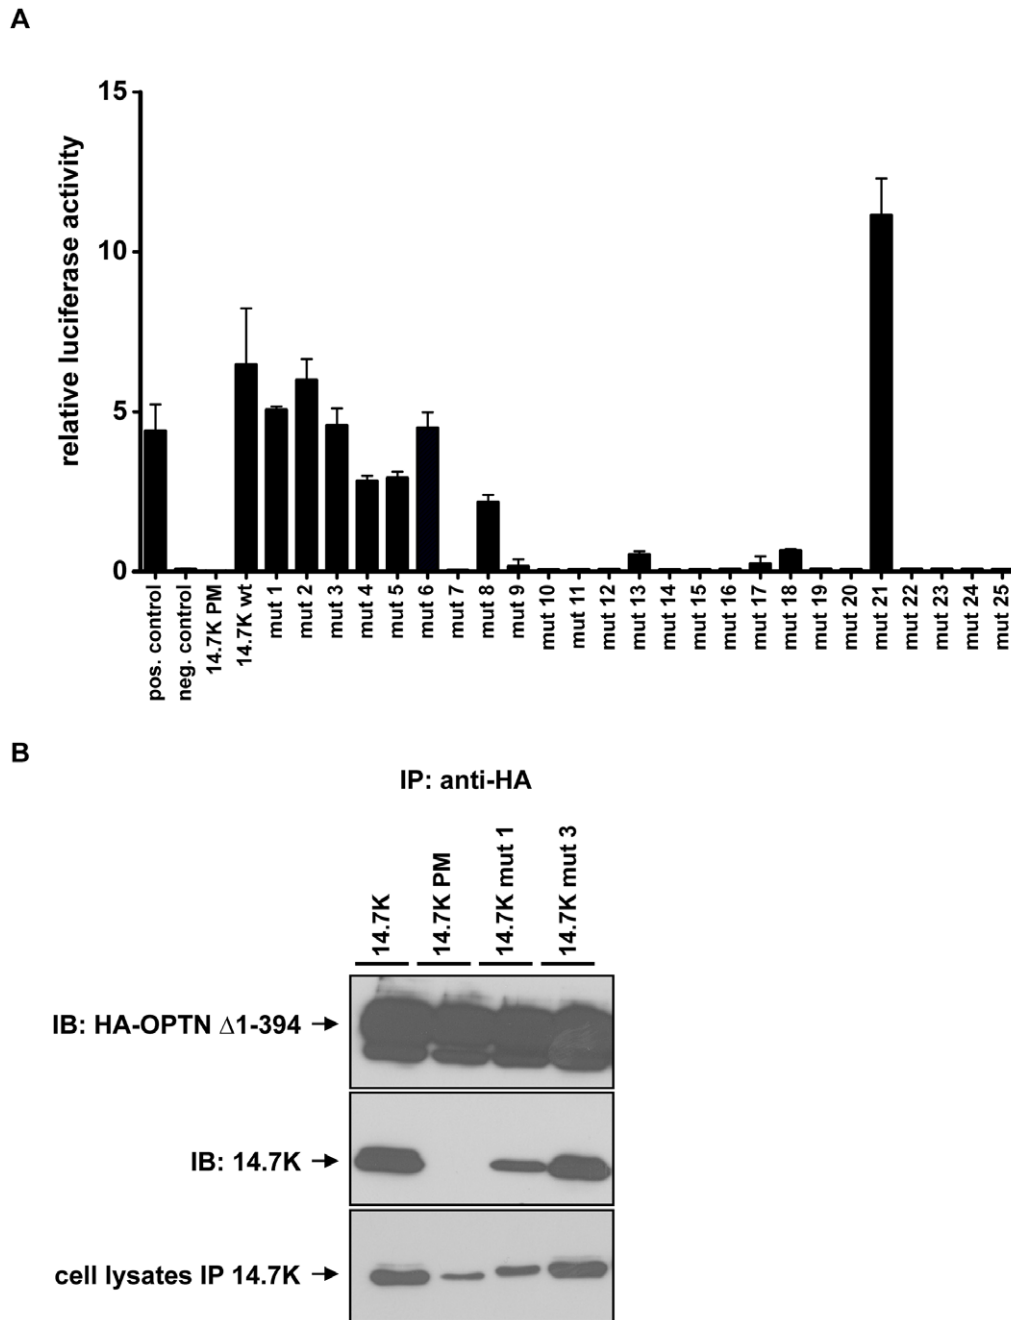 A
15
10
5
0
relative luciferase activity
pos. control
neg. control
14.7K PM
14.7K wt
mut 1
mut 2
mut 3
mut 4
mut 5
mut 6
mut 7
mut 8
mut 9
mut 10
mut 11
mut 12
mut 13
mut 14
mut 15
mut 16
mut 17
mut 18
mut 19
mut 20
mut 21
mut 22
mut 23
mut 24
mut 25
B
IP: anti-HA
14.7K
14.7K PM
14.7K mut 1
14.7K mut 3
IB: HA-OPTN Δ1-394
IB: 14.7K
cell lysates IP 14.7K